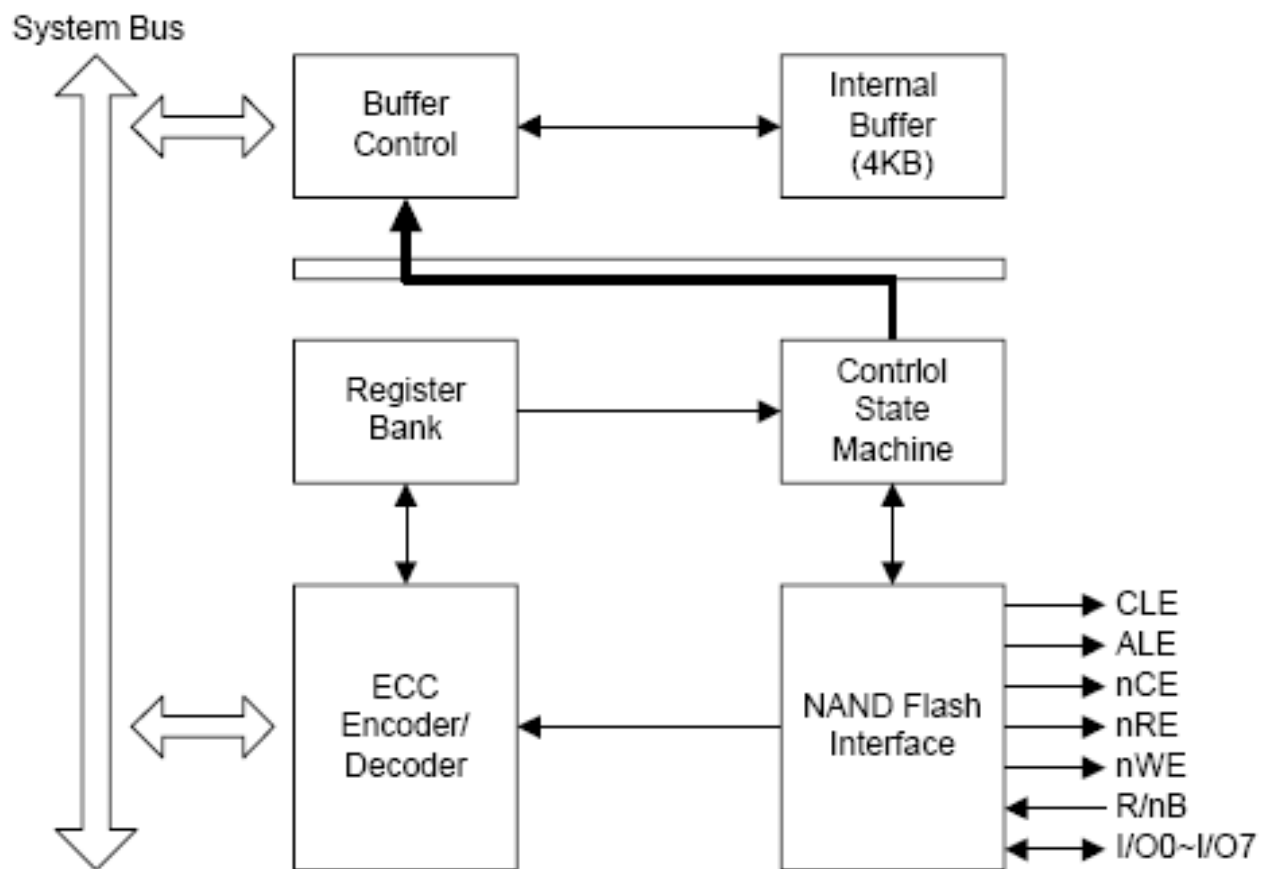 System Bus
Buffer
Control
Internal
Buffer
(4KB)
Register
Bank
Contrlol
State
Machine
ECC
Encoder/
Decoder
NAND Flash
Interface
CLE
ALE
nCE
nRE
nWE
R/nB
I/O0~I/O7